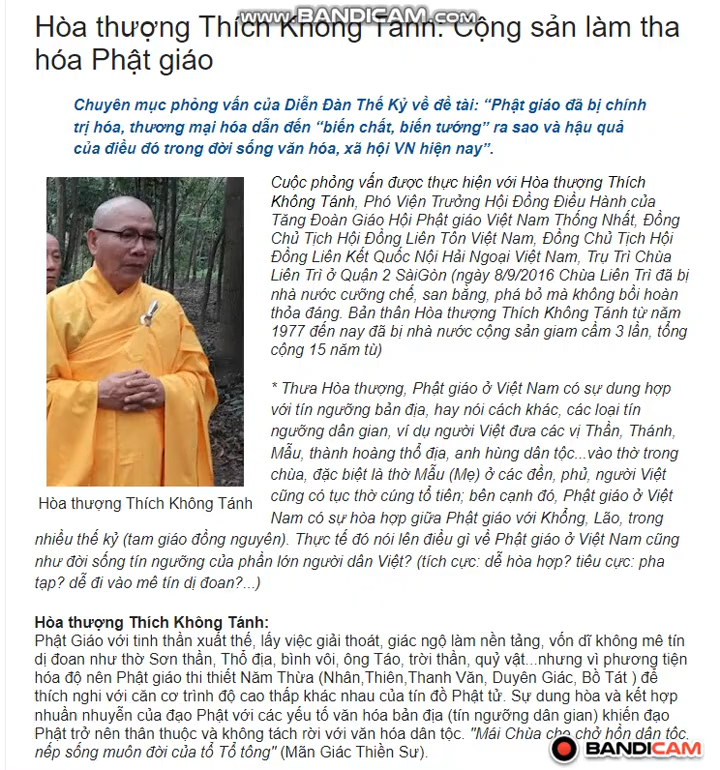 www.BANDICAM.com
Hòa thượng Thích Không Tánh: Cộng sản làm tha
hóa Phật giáo
Chuyên mục phỏng vấn của Diễn Đàn Thế Kỷ về đề tài: “Phật giáo đã bị chính
trị hóa, thương mại hóa dẫn đến “biến chất, biến tướng” ra sao và hậu quả
của điều đó trong đời sống văn hóa, xã hội VN hiện nay”.
Cuộc phỏng vấn được thực hiện với Hòa thượng Thích
Không Tánh, Phó Viện Trưởng Hội Đồng Điều Hành của
Tăng Đoàn Giáo Hội Phật giáo Việt Nam Thống Nhất, Đồng
Chủ Tịch Hội Đồng Liên Tôn Việt Nam, Đồng Chủ Tịch Hội
Đồng Liên Kết Quốc Nội Hải Ngoại Việt Nam, Trụ Trì Chùa
Liên Trì ở Quận 2 SàiGòn (ngày 8/9/2016 Chùa Liên Trì đã bị
nhà nước cưỡng chế, san bằng, phá bỏ mà không bồi hoàn
thỏa đáng. Bản thân Hòa thượng Thích Không Tánh từ năm
1977 đến nay đã bị nhà nước cộng sản giam cầm 3 lần, tổng
cộng 15 năm tù)
* Thưa Hòa thượng, Phật giáo ở Việt Nam có sự dung hợp
với tín ngưỡng bản địa, hay nói cách khác, các loại tín
ngưỡng dân gian, ví dụ người Việt đưa các vị Thần, Thánh,
Mẫu, thành hoàng thổ địa, anh hùng dân tộc...vào thờ trong
chùa, đặc biệt là thờ Mẫu (Mẹ) ở các đền, phủ, người Việt
cũng có tục thờ cúng tổ tiên; bên cạnh đó, Phật giáo ở Việt
Nam có sự hòa hợp giữa Phật giáo với Khổng, Lão, trong
nhiều thế kỷ (tam giáo đồng nguyên). Thực tế đó nói lên điều gì về Phật giáo ở Việt Nam cũng
như đời sống tín ngưỡng của phần lớn người dân Việt? (tích cực: dễ hòa hợp? tiêu cực: pha
tạp? dễ đi vào mê tín dị đoan?...)
Hòa thượng Thích Không Tánh
Hòa thượng Thích Không Tánh:
Phật Giáo với tinh thần xuất thế, lấy việc giải thoát, giác ngộ làm nền tảng, vốn dĩ không mê tín
dị đoan như thờ Sơn thần, Thổ địa, bình vôi, ông Táo, trời thần, quỷ vật...nhưng vì phương tiện
hóa độ nên Phật giáo thi thiết Năm Thừa (Nhân,Thiên,Thanh Văn, Duyên Giác, Bồ Tát ) để
thích nghi với căn cơ trình độ cao thấp khác nhau của tín đồ Phật tử. Sự dung hòa và kết hợp
nhuần nhuyễn của đạo Phật với các yếu tố văn hóa bản địa (tín ngưỡng dân gian) khiến đạo
Phật trở nên thân thuộc và không tách rời với văn hóa dân tộc. "Mái Chùa che chở hồn dân tộc,
nếp sống muôn đời của tổ Tổ tông" (Mãn Giác Thiền Sư).
BANDICAM